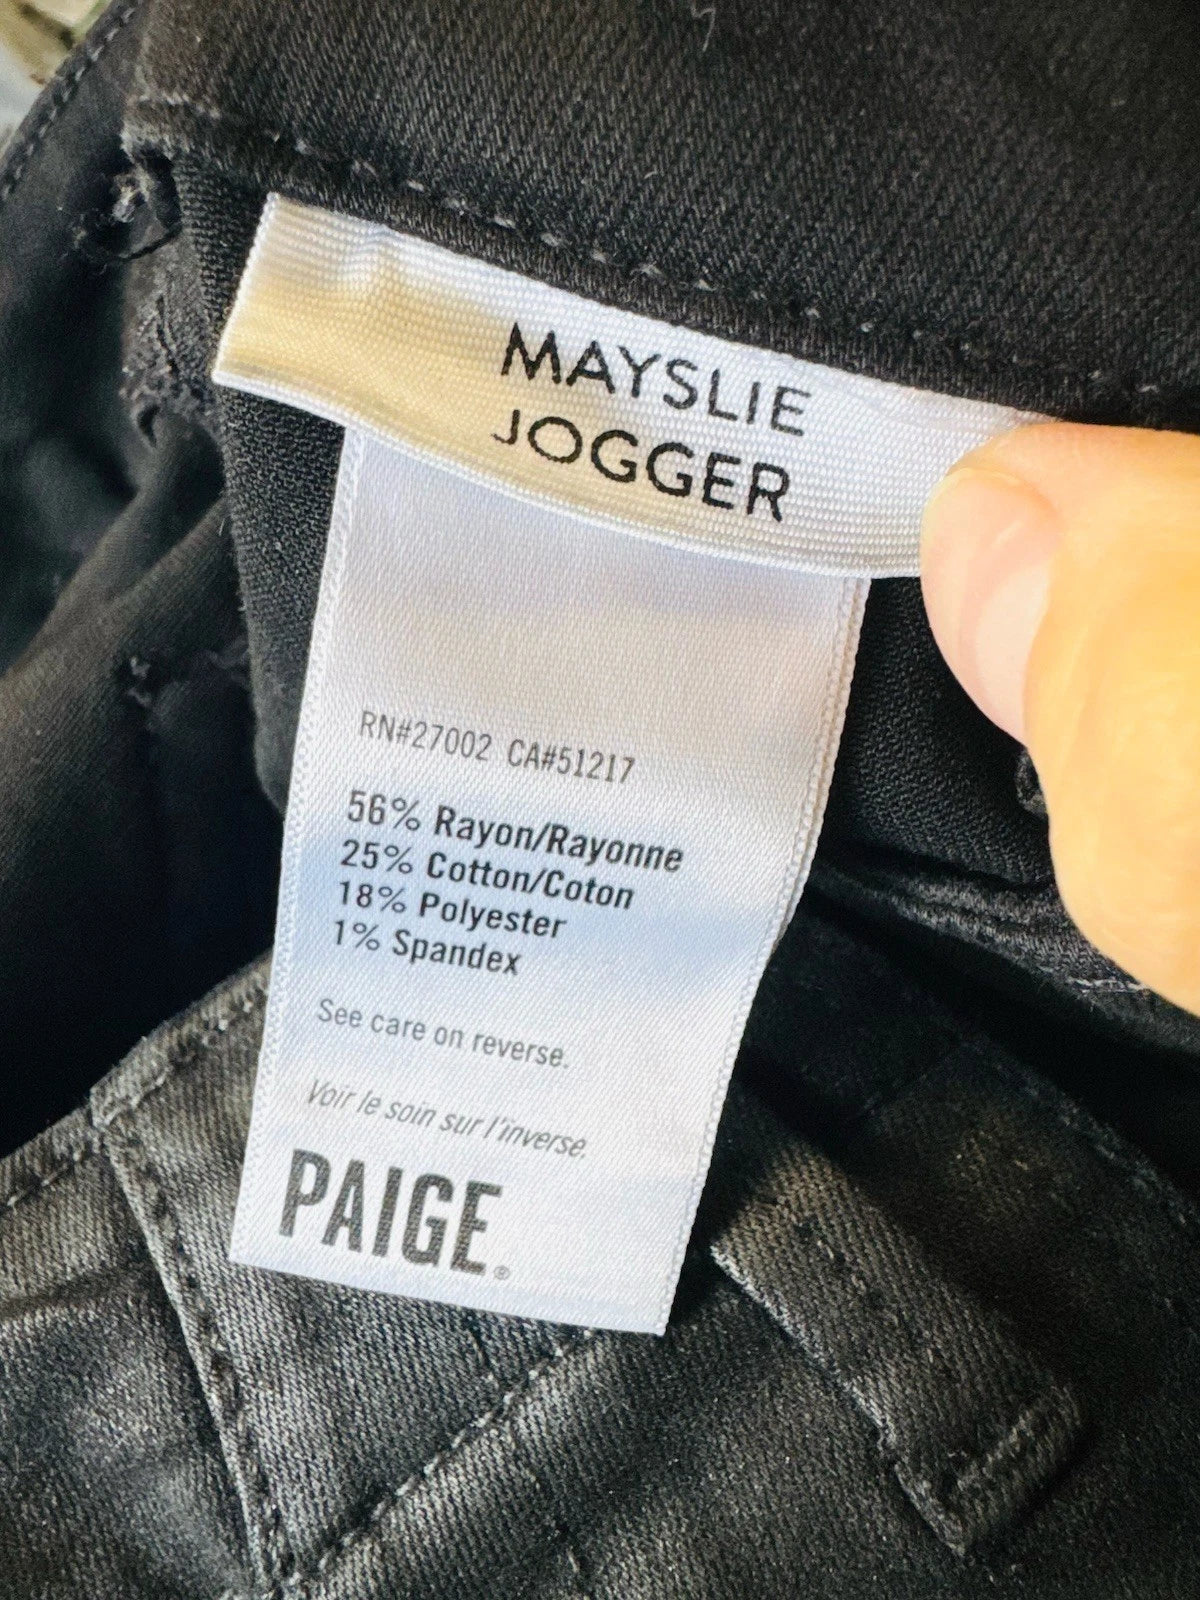 MAYSLIE
JOGGER
RN#27002 CA#51217
56% Rayon/Rayonne
25% Cotton/Coton
18% Polyester
1% Spandex
See care on reverse.
Voir le soin sur l'inverse.
PAIGE®